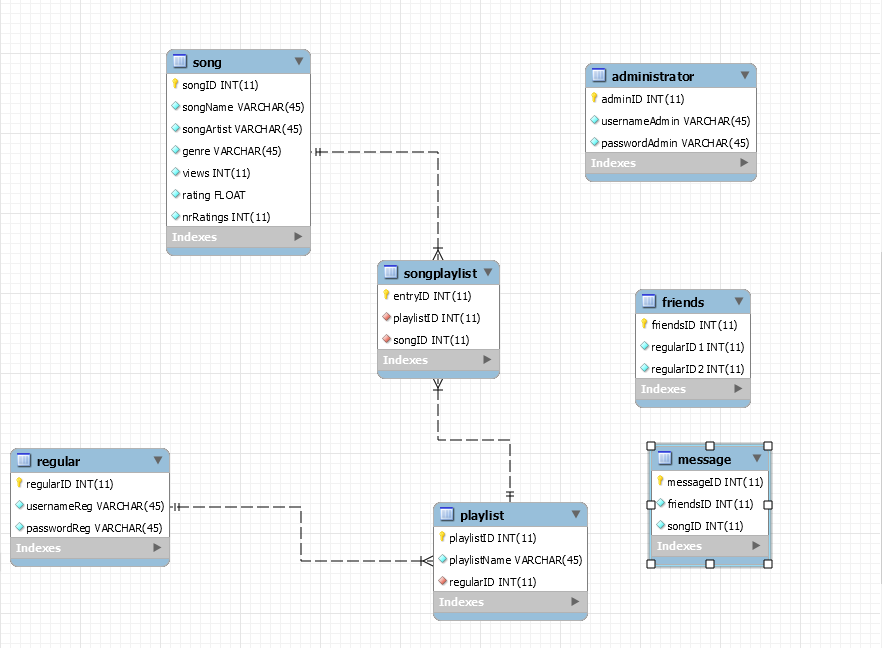 song
songID INT(11)
songName VARCHAR(45)
songArtist VARCHAR(45)
genre VARCHAR(45)
views INT(11)
rating FLOAT
nrRatings INT(11)
Indexes
administrator
adminID INT(11)
usernameAdmin VARCHAR(45)
passwordAdmin VARCHAR(45)
Indexes
songplaylist
entryID INT(11)
playlistID INT(11)
songID INT(11)
Indexes
friends
friendsID INT(11)
regularID1 INT(11)
regularID2 INT(11)
Indexes
regular
regularID INT(11)
usernameReg VARCHAR(45)
passwordReg VARCHAR(45)
Indexes
playlist
playlistID INT(11)
playlistName VARCHAR(45)
regularID INT(11)
Indexes
message
messageID INT(11)
friendsID INT(11)
songID INT(11)
Indexes